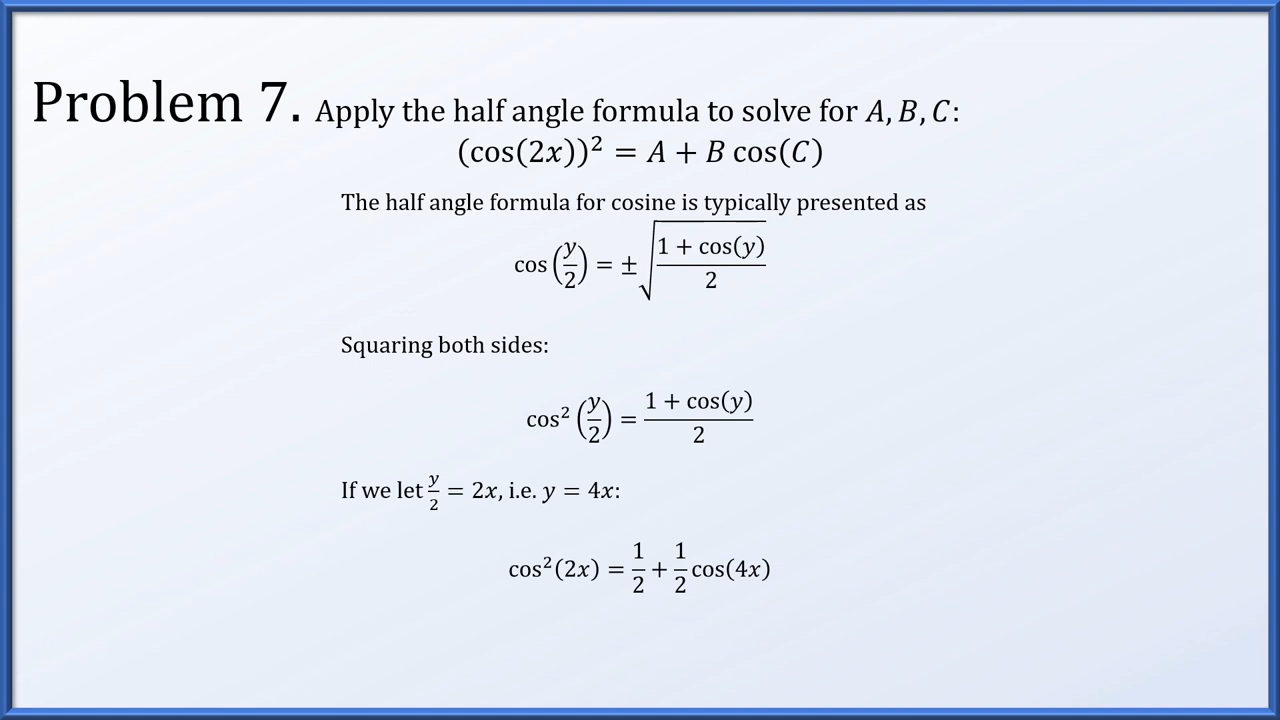 Problem 7. Apply the half angle formula to solve for A, B, C:
(cos(2x))² = A + B cos(C)
The half angle formula for cosine is typically presented as
cos(y/2) = ±√((1 + cos(y))/2)
Squaring both sides:
cos²(y/2) = (1 + cos(y))/2
If we let y/2 = 2x, i.e. y = 4x:
cos²(2x) = 1/2 + 1/2 cos(4x)